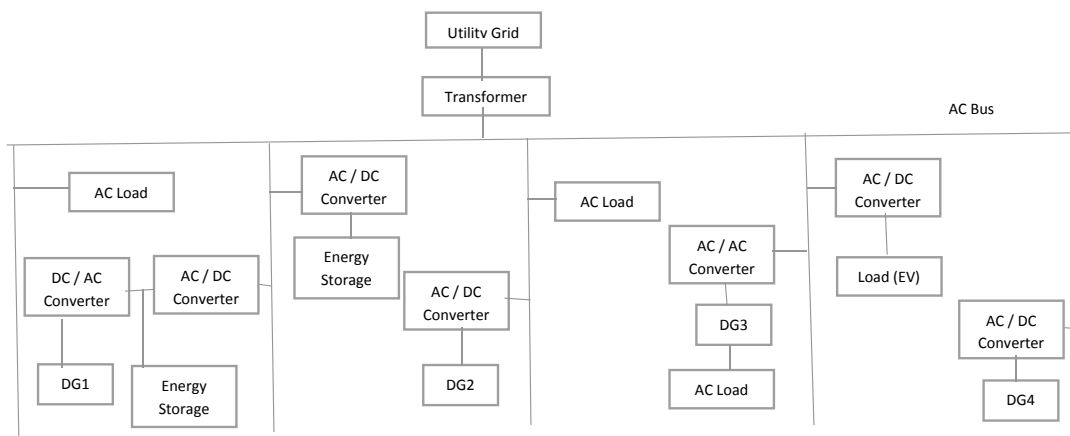 Utility Grid
Transformer
AC Bus
AC Load
AC / DC
Converter
Energy
Storage
DC / AC
Converter
AC / DC
Converter
DG1
Energy
Storage
AC / DC
Converter
DG2
AC Load
AC / AC
Converter
DG3
AC Load
AC / DC
Converter
Load (EV)
AC / DC
Converter
DG4